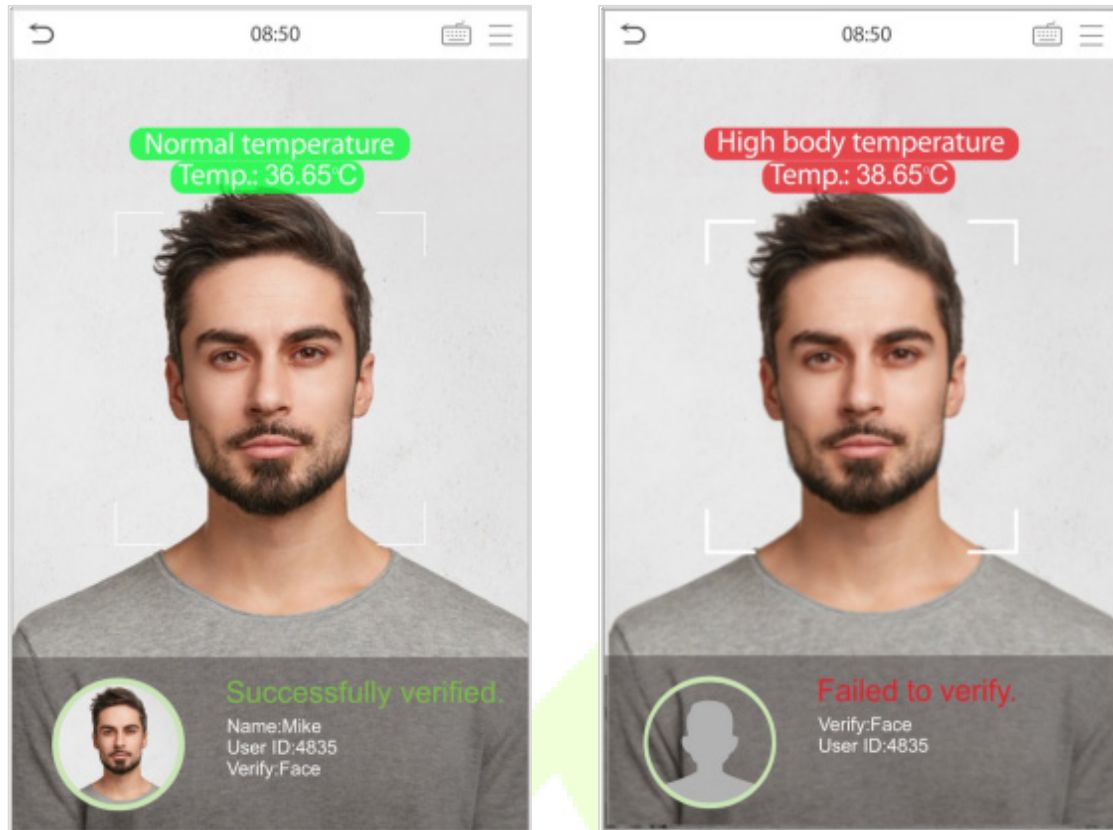 08:50
Normal temperature
Temp.: 36.65°C
Successfully verified.
Name:Mike
User ID:4835
Verify:Face
08:50
High body temperature
Temp.: 38.65°C
Failed to verify.
Verify:Face
User ID:4835